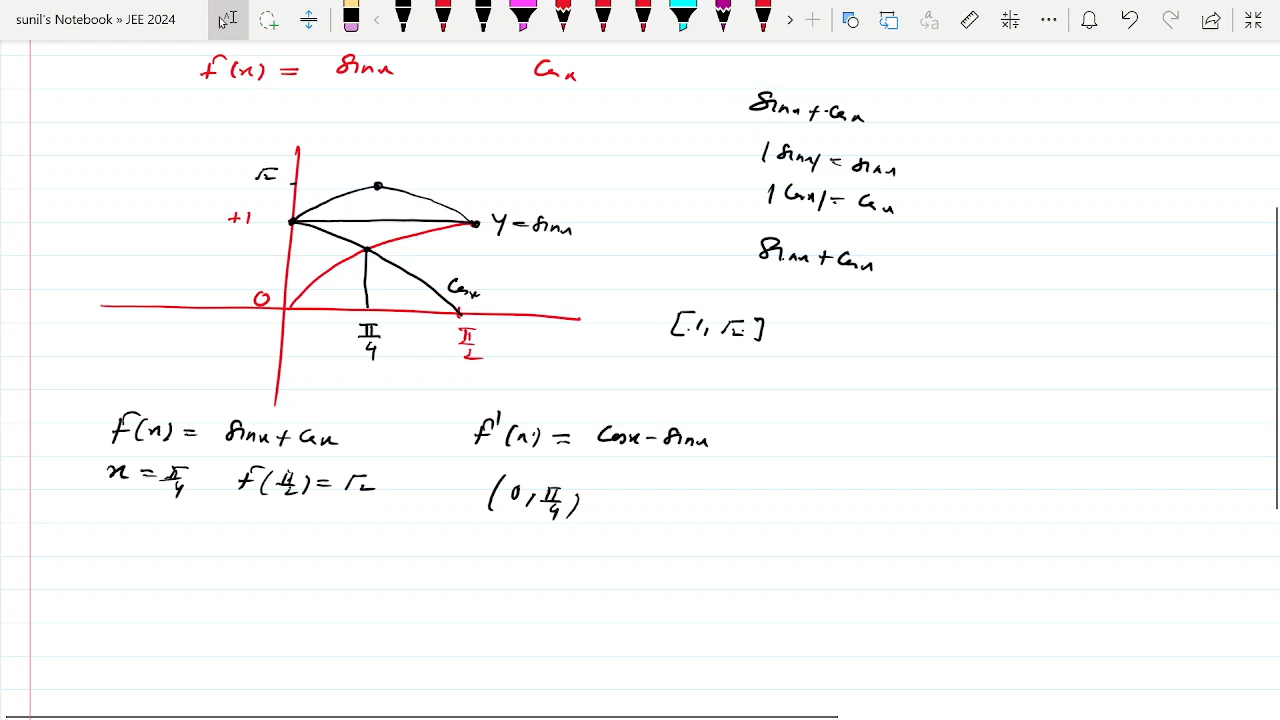 sunil's Notebook » JEE 2024
f(x) = sinx cosx
sinx + cosx
|sinx| = sinx
|cosx| = cosx
sinx + cosx
[1, √2]
√2
+1
y = sinx
cosx
0
π/4
π/2
f(x) = sinx + cosx f'(x) = cosx - sinx
x = π/4 f(π/2) = √2 (0, π/4)